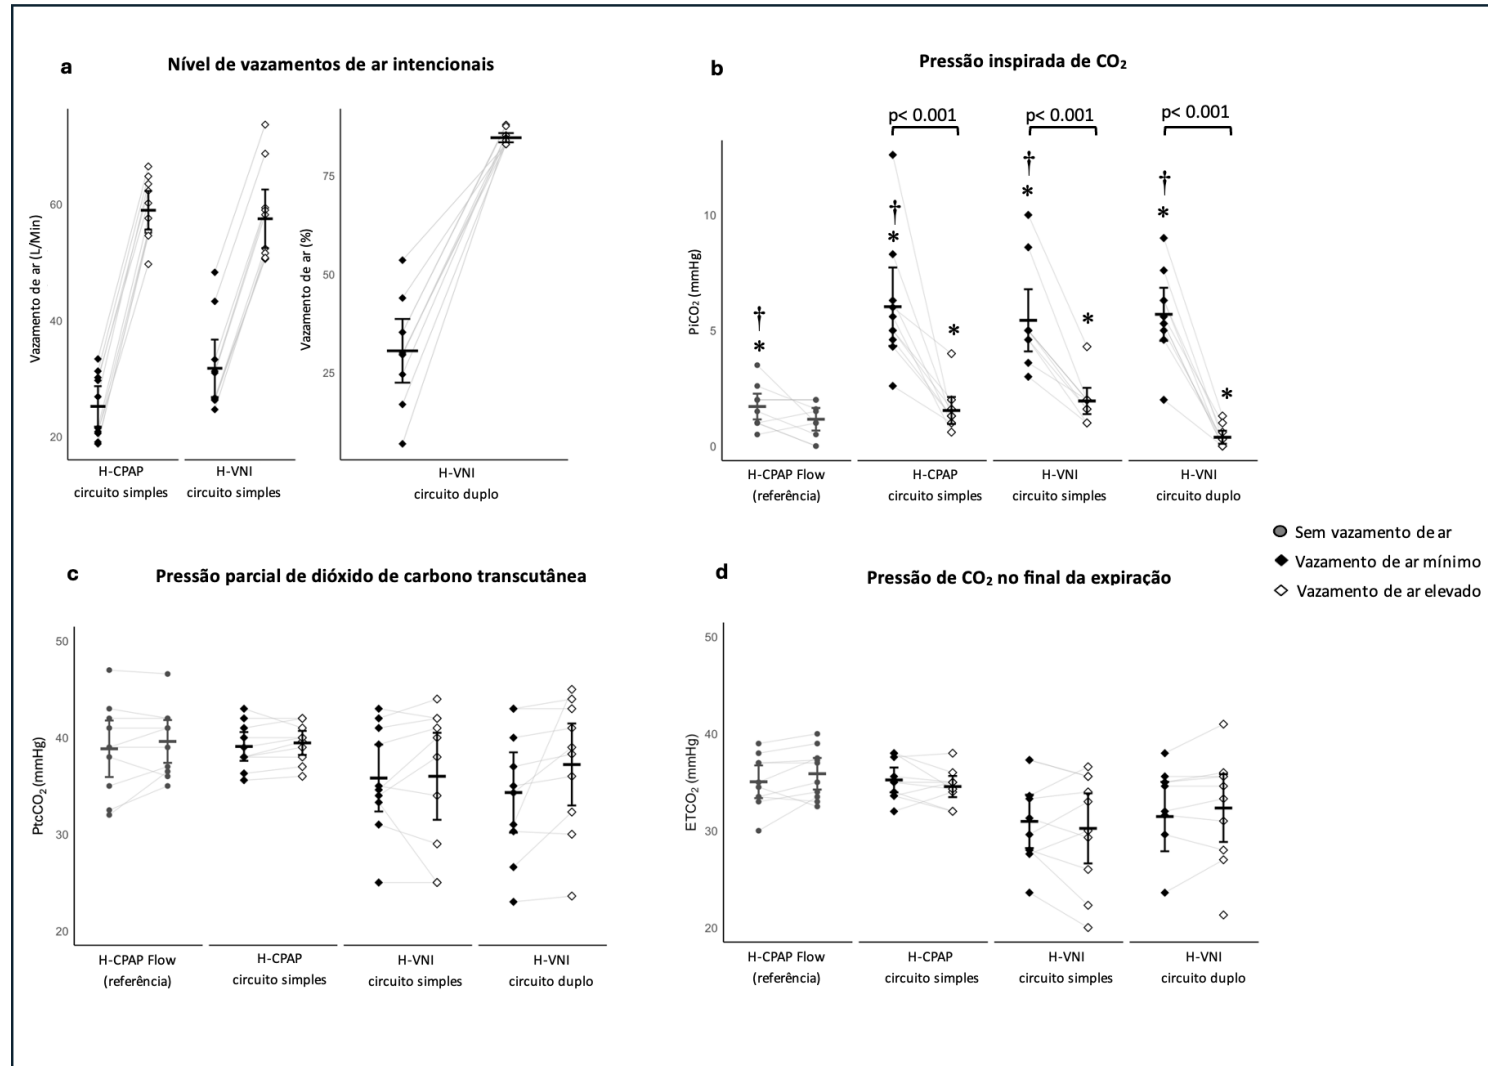 a
Nível de vazamentos de ar intencionais
Vazamento de ar (L/Min)
60
40
20
H-CPAP
circuito simples
H-VNI
circuito simples
Vazamento de ar (%)
75
50
25
H-VNI
circuito duplo
b
Pressão inspirada de CO₂
p< 0.001
p< 0.001
p< 0.001
PiCO₂ (mmHg)
10
5
0
†
*
†
*
*
†
*
*
†
*
*
H-CPAP Flow
(referência)
H-CPAP
circuito simples
H-VNI
circuito simples
H-VNI
circuito duplo
Sem vazamento de ar
Vazamento de ar mínimo
Vazamento de ar elevado
c
Pressão parcial de dióxido de carbono transcutânea
PtcCO₂ (mmHg)
50
40
30
20
H-CPAP Flow
(referência)
H-CPAP
circuito simples
H-VNI
circuito simples
H-VNI
circuito duplo
d
Pressão de CO₂ no final da expiração
ETCO₂ (mmHg)
50
40
30
20
H-CPAP Flow
(referência)
H-CPAP
circuito simples
H-VNI
circuito simples
H-VNI
circuito duplo